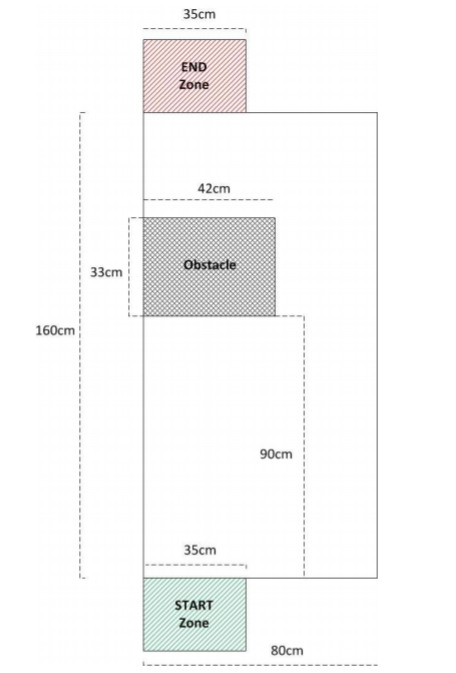 35cm
END
Zone
42cm
Obstacle
33cm
160cm
90cm
35cm
START
Zone
80cm